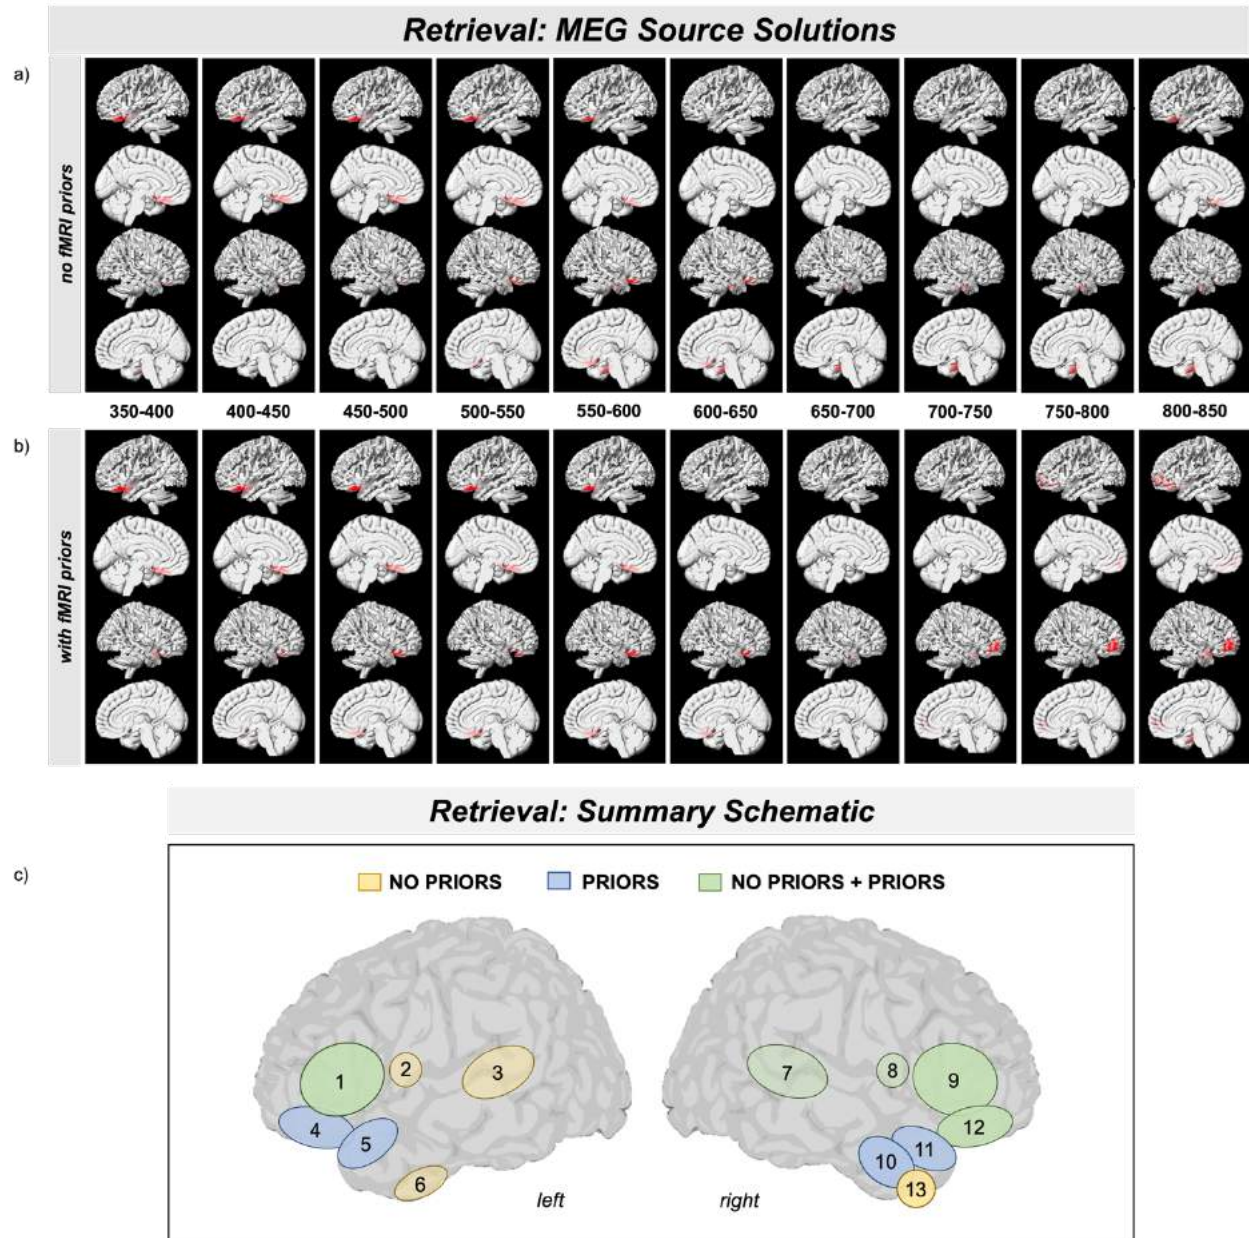 Retrieval: MEG Source Solutions
a)
no fMRI priors
350-400 400-450 450-500 500-550 550-600 600-650 650-700 700-750 750-800 800-850
b)
with fMRI priors
Retrieval: Summary Schematic
c)
NO PRIORS PRIORS NO PRIORS + PRIORS
1 2 3 7 8 9
4 5 10 11 12
6 13
left right